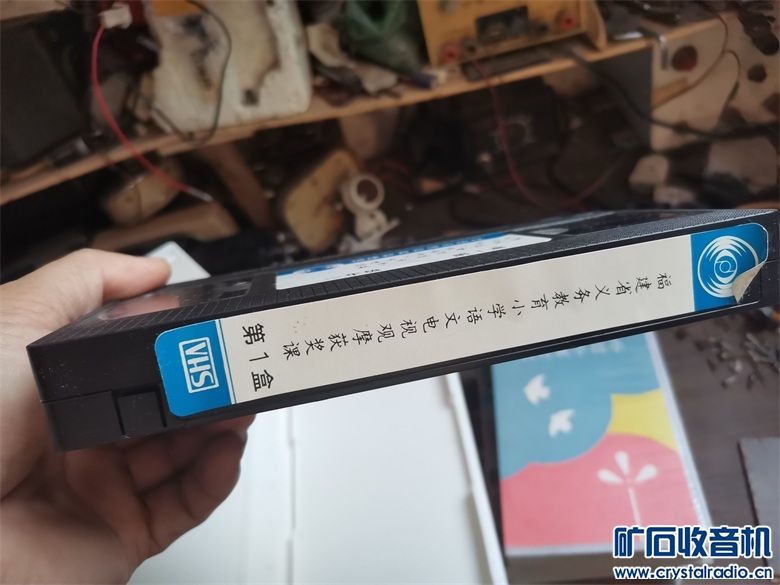 福建省义务教育小学语文电视观摩获奖课
第1盒
VHS
矿石收音机
www.crystalradio.cn